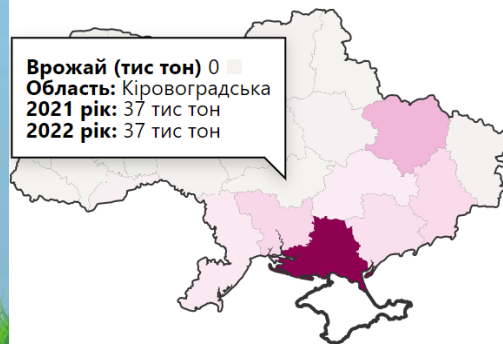 Врожай (тис тон) 0
Область: Кіровоградська
2021 рік: 37 тис тон
2022 рік: 37 тис тон